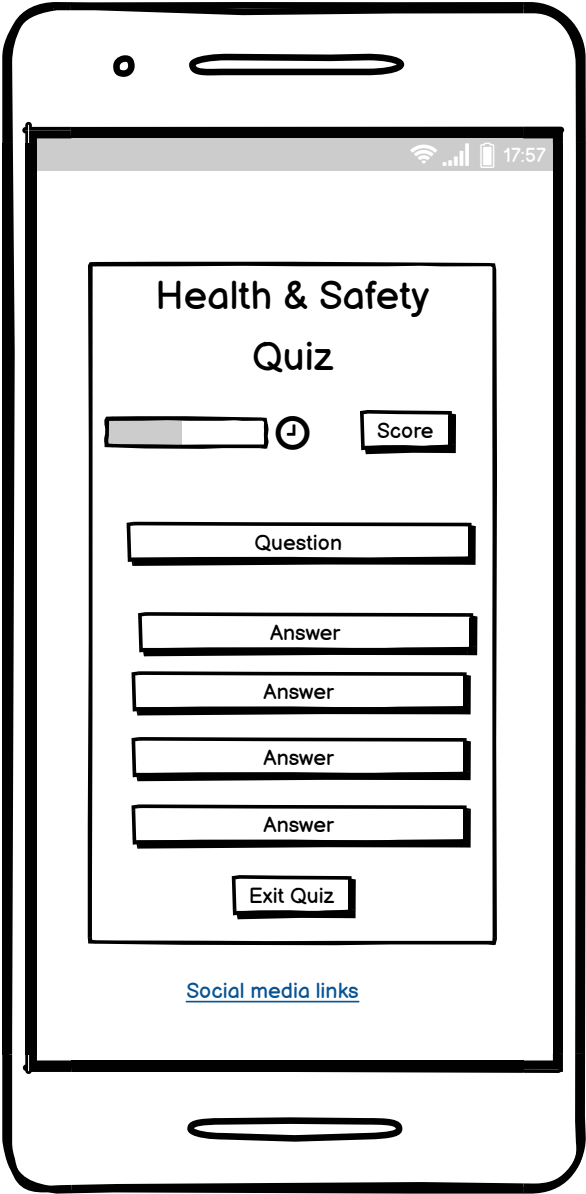 17:57
Health & Safety
Quiz
Score
Question
Answer
Answer
Answer
Answer
Exit Quiz
Social media links